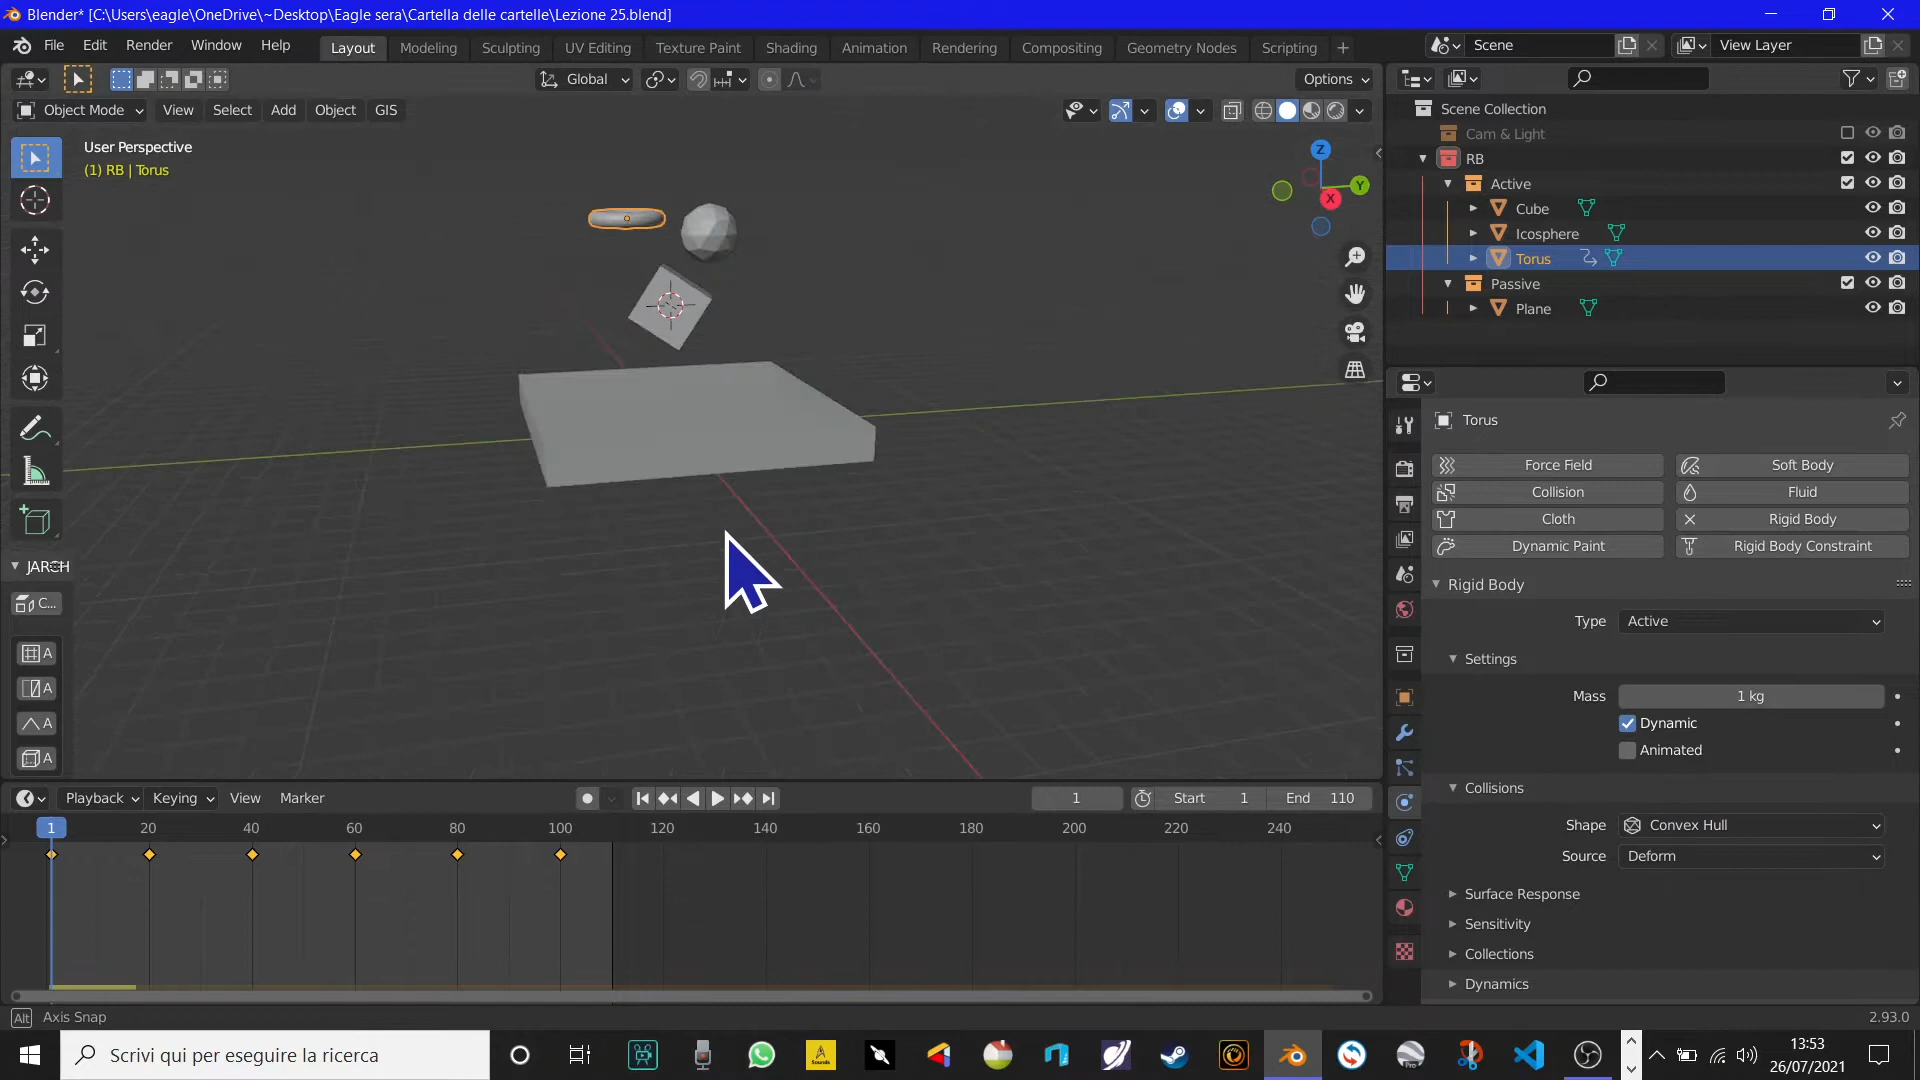 Blender* [C:\Users\eagle\OneDrive\~Desktop\Eagle sera\Cartella delle cartelle\Lezione 25.blend]
File Edit Render Window Help
Layout Modeling Sculpting UV Editing Texture Paint Shading Animation Rendering Compositing Geometry Nodes Scripting
Scene
View Layer
Global
Options
Object Mode View Select Add Object GIS
User Perspective
(1) RB | Torus
Z
Y
X
Scene Collection
Cam & Light
RB
Active
Cube
Icosphere
Torus
Passive
Plane
Torus
Force Field Soft Body
Collision Fluid
Cloth Rigid Body
Dynamic Paint Rigid Body Constraint
Rigid Body
Type Active
Settings
Mass 1 kg
Dynamic
Animated
Collisions
Shape Convex Hull
Source Deform
Surface Response
Sensitivity
Collections
Dynamics
C...
A
A
A
A
Playback Keying View Marker
1
Start 1 End 110
1 20 40 60 80 100 120 140 160 180 200 220 240
Alt Axis Snap
2.93.0
Scrivi qui per eseguire la ricerca
13:53
26/07/2021